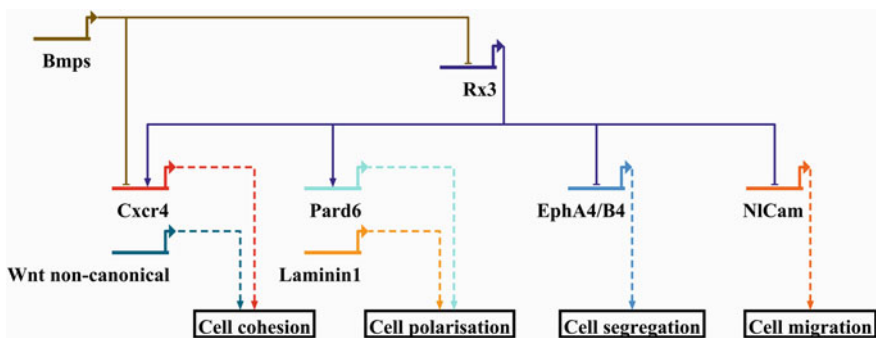 Bmps
Rx3
Cxcr4
Pard6
EphA4/B4
NlCam
Wnt non-canonical
Laminin1
Cell cohesion
Cell polarisation
Cell segregation
Cell migration